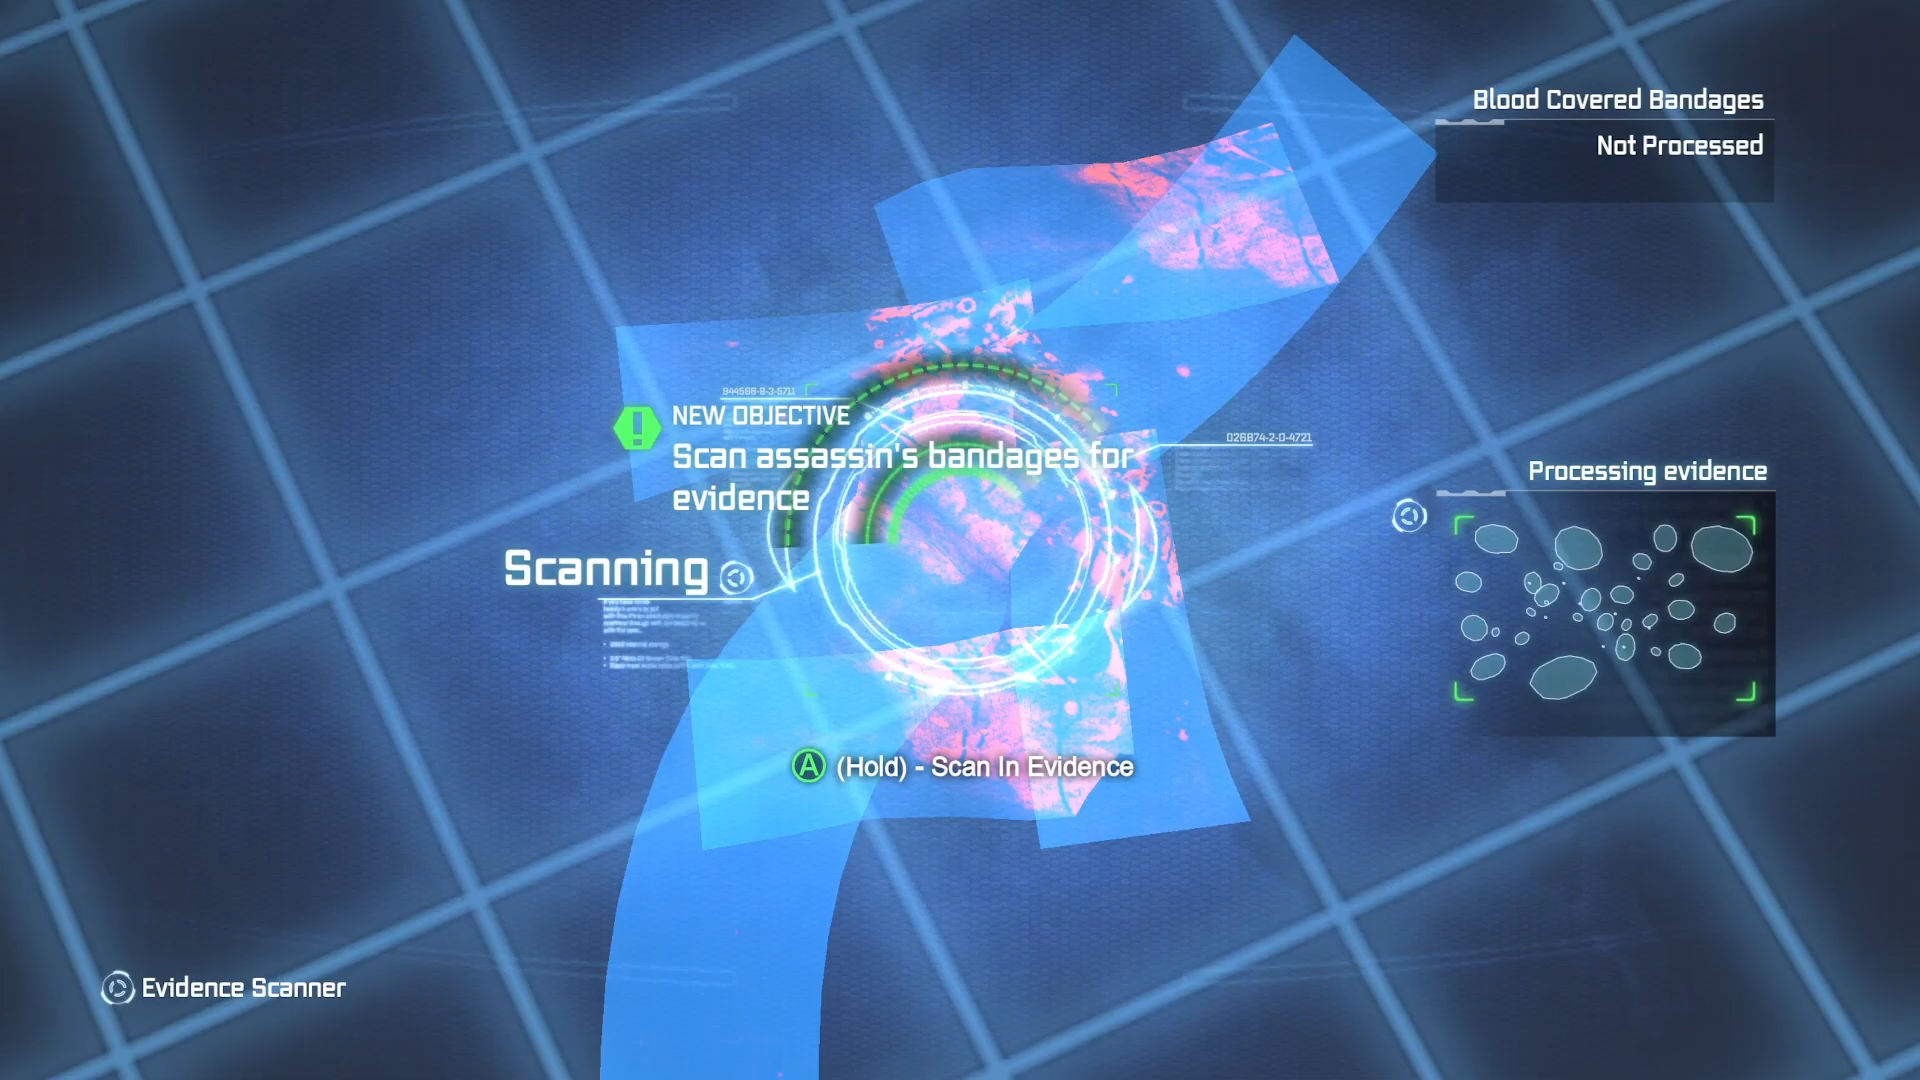 Blood Covered Bandages
Not Processed
944566-9-3-5711
NEW OBJECTIVE
Scan assassin's bandages for
evidence
026874-2-0-4721
Processing evidence
Scanning
A (Hold) - Scan In Evidence
Evidence Scanner